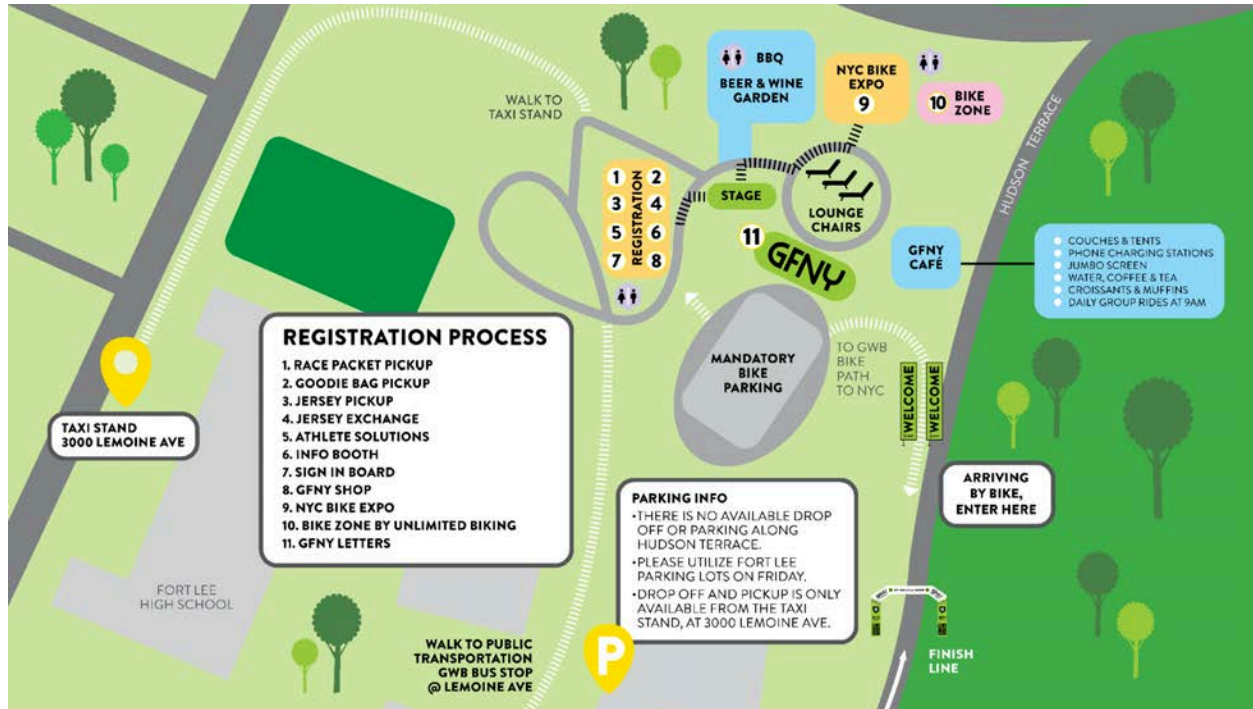 WALK TO
TAXI STAND
BBQ
BEER & WINE
GARDEN
NYC BIKE
EXPO
9
10 BIKE
ZONE
HUDSON TERRACE
1 2
3 4
5 6
7 8
REGISTRATION
STAGE
LOUNGE
CHAIRS
11
GFNY
GFNY
CAFÉ
COUCHES & TENTS
PHONE CHARGING STATIONS
JUMBO SCREEN
WATER, COFFEE & TEA
CROISSANTS & MUFFINS
DAILY GROUP RIDES AT 9AM
MANDATORY
BIKE
PARKING
TO GWB
BIKE
PATH
TO NYC
WELCOME
WELCOME
ARRIVING
BY BIKE,
ENTER HERE
TAXI STAND
3000 LEMOINE AVE
REGISTRATION PROCESS
1. RACE PACKET PICKUP
2. GOODIE BAG PICKUP
3. JERSEY PICKUP
4. JERSEY EXCHANGE
5. ATHLETE SOLUTIONS
6. INFO BOOTH
7. SIGN IN BOARD
8. GFNY SHOP
9. NYC BIKE EXPO
10. BIKE ZONE BY UNLIMITED BIKING
11. GFNY LETTERS
PARKING INFO
•THERE IS NO AVAILABLE DROP
OFF OR PARKING ALONG
HUDSON TERRACE.
•PLEASE UTILIZE FORT LEE
PARKING LOTS ON FRIDAY.
•DROP OFF AND PICKUP IS ONLY
AVAILABLE FROM THE TAXI
STAND, AT 3000 LEMOINE AVE.
FORT LEE
HIGH SCHOOL
WALK TO PUBLIC
TRANSPORTATION
GWB BUS STOP
@ LEMOINE AVE
P
GFNY
GFNY
FINISH
LINE